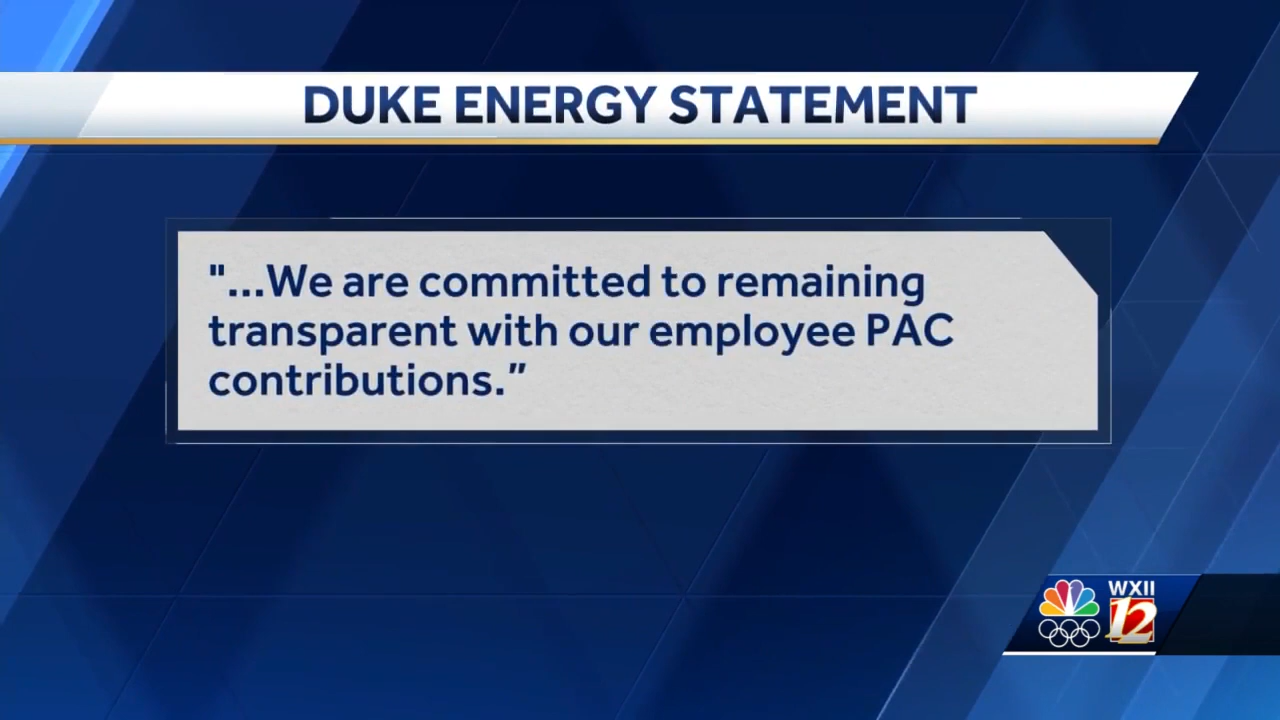 DUKE ENERGY STATEMENT
"...We are committed to remaining
transparent with our employee PAC
contributions.”
WXII
12